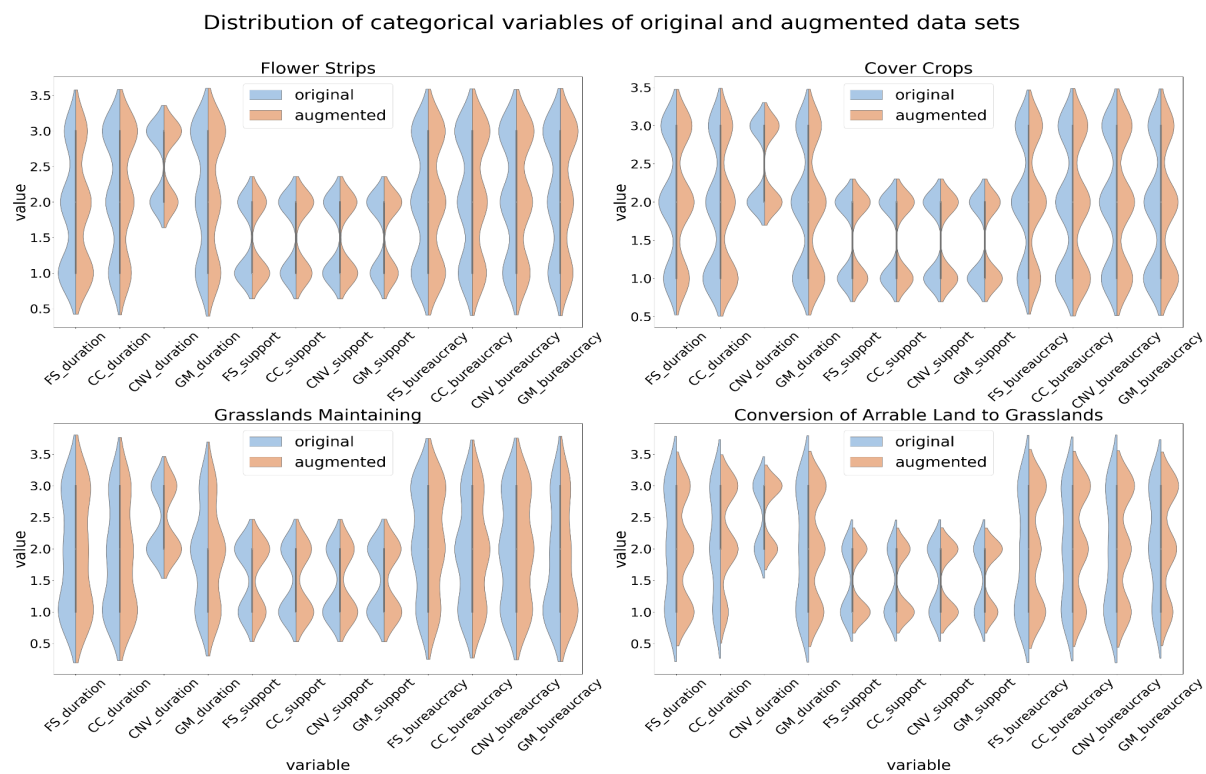 Distribution of categorical variables of original and augmented data sets
Flower Strips
original
augmented
value
3.5
3.0
2.5
2.0
1.5
1.0
0.5
FS_duration
CC_duration
CNV_duration
GM_duration
FS_support
CC_support
CNV_support
GM_support
FS_bureaucracy
CC_bureaucracy
CNV_bureaucracy
GM_bureaucracy
Cover Crops
original
augmented
value
3.5
3.0
2.5
2.0
1.5
1.0
0.5
FS_duration
CC_duration
CNV_duration
GM_duration
FS_support
CC_support
CNV_support
GM_support
FS_bureaucracy
CC_bureaucracy
CNV_bureaucracy
GM_bureaucracy
Grasslands Maintaining
original
augmented
value
3.5
3.0
2.5
2.0
1.5
1.0
0.5
FS_duration
CC_duration
CNV_duration
GM_duration
FS_support
CC_support
CNV_support
GM_support
FS_bureaucracy
CC_bureaucracy
CNV_bureaucracy
GM_bureaucracy
variable
Conversion of Arrable Land to Grasslands
original
augmented
value
3.5
3.0
2.5
2.0
1.5
1.0
0.5
FS_duration
CC_duration
CNV_duration
GM_duration
FS_support
CC_support
CNV_support
GM_support
FS_bureaucracy
CC_bureaucracy
CNV_bureaucracy
GM_bureaucracy
variable